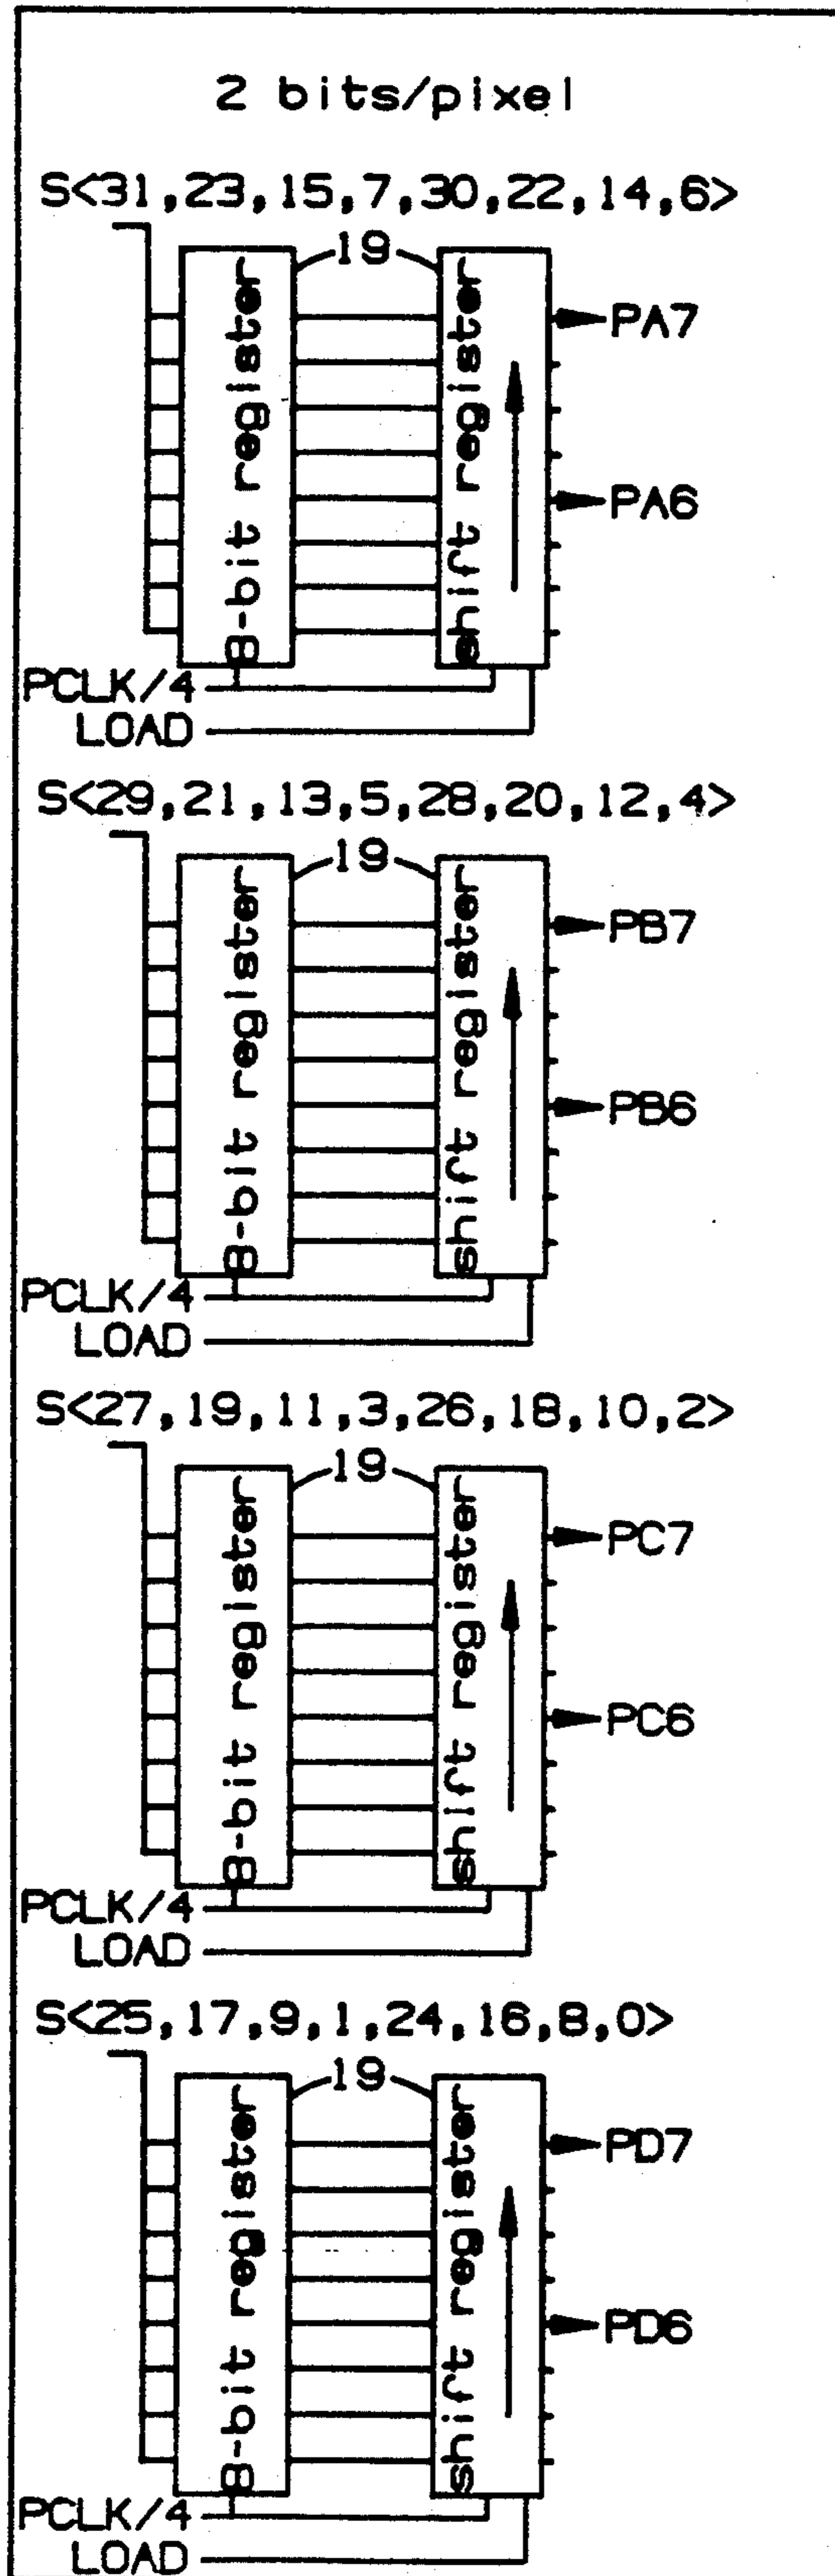 2 bits/pixel
S<31,23,15,7,30,22,14,6>
19
8-bit register
shift register
PA7
PA6
PCLK/4
LOAD
S<29,21,13,5,28,20,12,4>
19
8-bit register
shift register
PB7
PB6
PCLK/4
LOAD
S<27,19,11,3,26,18,10,2>
19
8-bit register
shift register
PC7
PC6
PCLK/4
LOAD
S<25,17,9,1,24,16,8,0>
19
8-bit register
shift register
PD7
PD6
PCLK/4
LOAD